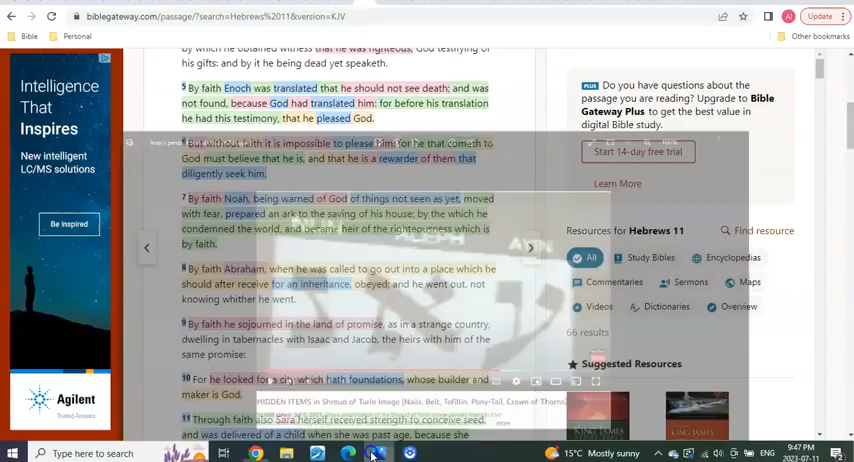 biblegateway.com/passage/?search=Hebrews%2011&version=KJV
AI
Update
Bible
Personal
Other bookmarks
by which he obtained witness that he was righteous, God testifying of
his gifts: and by it he being dead yet speaketh.
5 By faith Enoch was translated that he should not see death; and was
not found, because God had translated him: for before his translation
he had this testimony, that he pleased God.
6 But without faith it is impossible to please him: for he that cometh to
God must believe that he is, and that he is a rewarder of them that
diligently seek him.
7 By faith Noah, being warned of God of things not seen as yet, moved
with fear, prepared an ark to the saving of his house; by the which he
condemned the world, and became heir of the righteousness which is
by faith.
8 By faith Abraham, when he was called to go out into a place which he
should after receive for an inheritance, obeyed; and he went out, not
knowing whither he went.
9 By faith he sojourned in the land of promise, as in a strange country,
dwelling in tabernacles with Isaac and Jacob, the heirs with him of the
same promise:
10 For he looked for a city which hath foundations, whose builder and
maker is God.
11 Through faith also Sara herself received strength to conceive seed,
and was delivered of a child when she was past age, because she
Intelligence
That
Inspires
New intelligent
LC/MS solutions
Be inspired
Agilent
Trusted Answers
PLUS Do you have questions about the
passage you are reading? Upgrade to Bible
Gateway Plus to get the best value in
digital Bible study.
Start 14-day free trial
Learn More
Resources for Hebrews 11
Find resource
All
Study Bibles
Encyclopedias
Commentaries
Sermons
Maps
Videos
Dictionaries
Overview
66 results
Suggested Resources
KING JAMES
KING JAMES
100%
NUN
ALEPH
AYIN
HIDDEN ITEMS in Shroud of Turin Image (Nails, Belt, Tefillin, Pony-Tail, Crown of Thorns)
more
Type here to search
15°C Mostly sunny
ENG
9:47 PM
2023-07-11
2